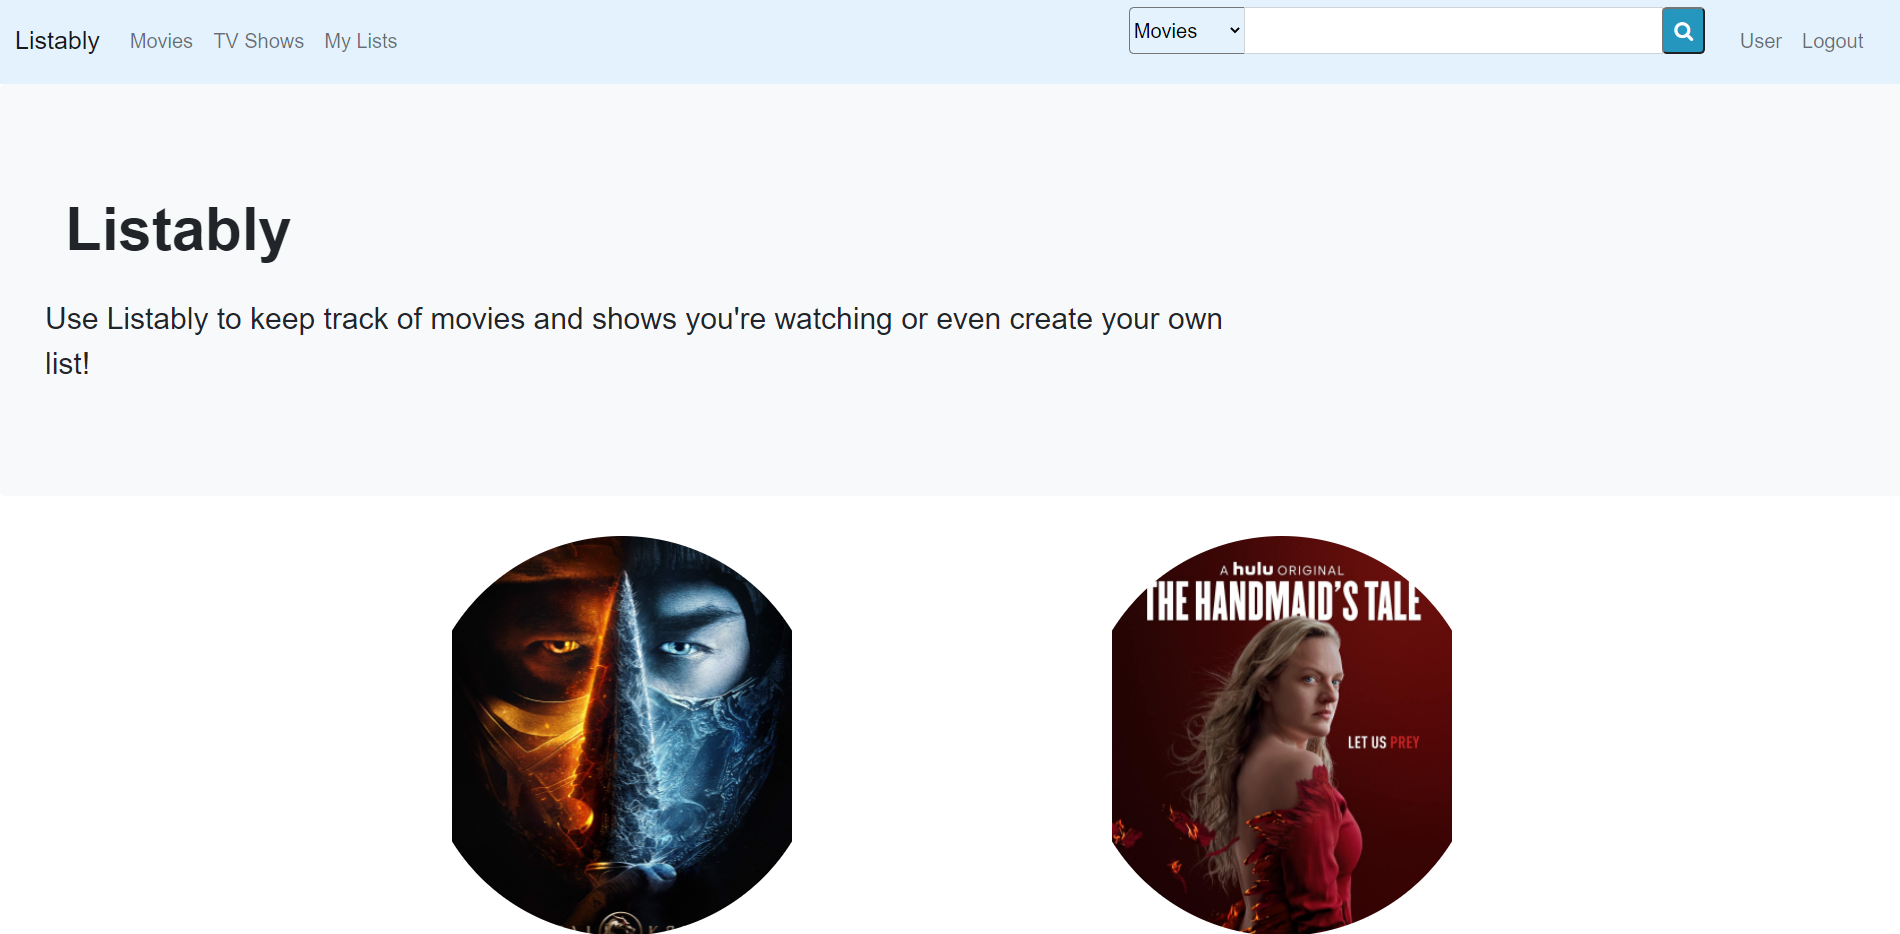 Listably Movies TV Shows My Lists Movies User Logout
Listably
Use Listably to keep track of movies and shows you're watching or even create your own
list!
A hulu ORIGINAL
THE HANDMAID'S TALE
LET US PREY